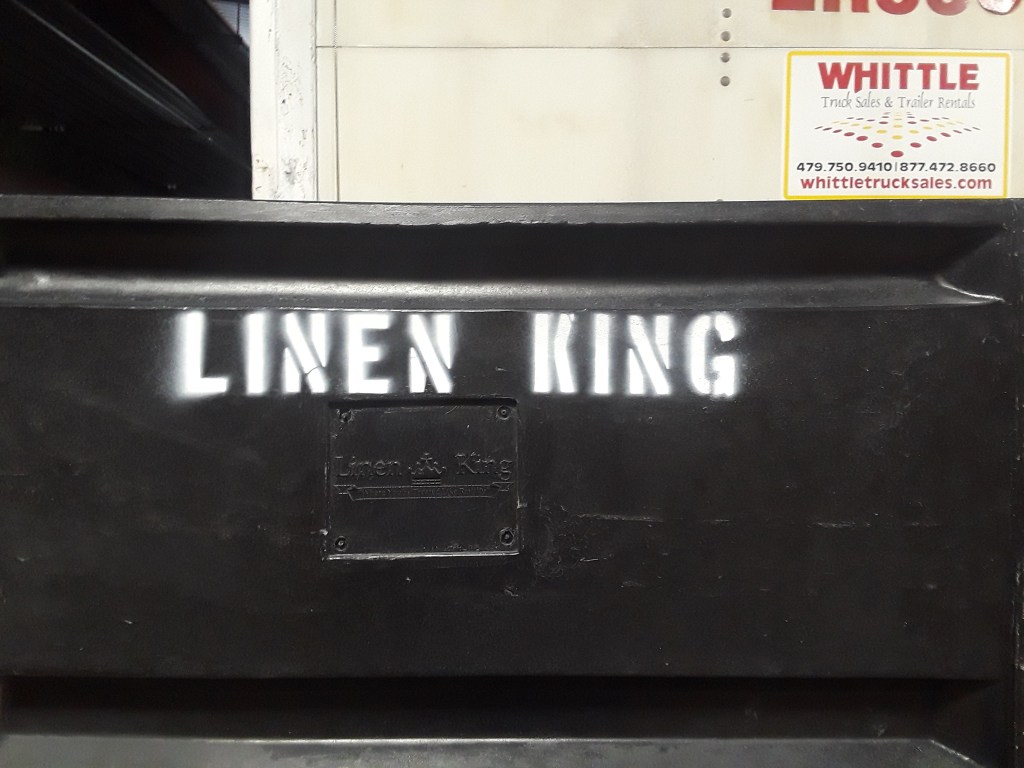 WHITTLE
Truck Sales & Trailer Rentals
479.750.9410|877.472.8660
whittletrucksales.com
LINEN KING
Linen King